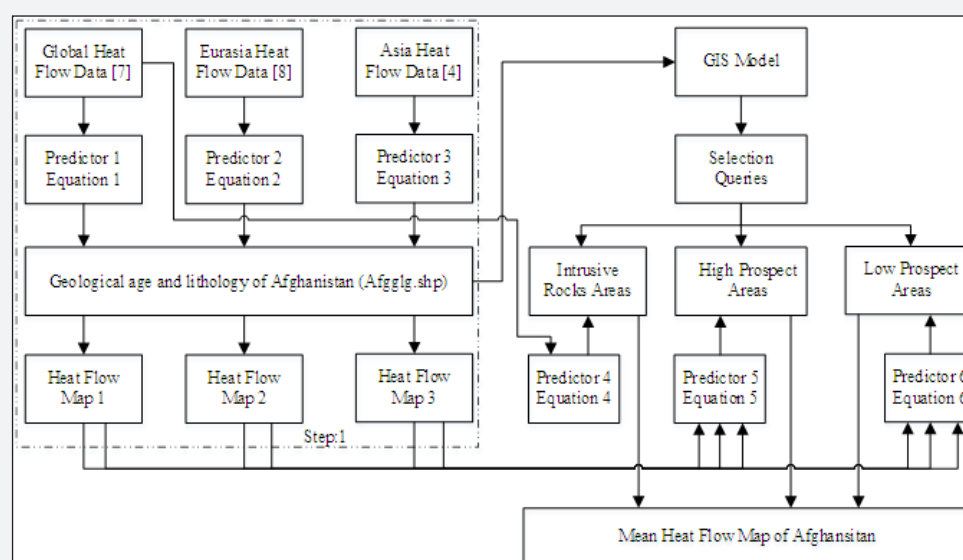 Global Heat
Flow Data [7]
Eurasia Heat
Flow Data [8]
Asia Heat
Flow Data [4]
GIS Model
Predictor 1
Equation 1
Predictor 2
Equation 2
Predictor 3
Equation 3
Selection
Queries
Geological age and lithology of Afghanistan (Afgglg.shp)
Intrusive
Rocks Areas
High Prospect
Areas
Low Prospect
Areas
Heat Flow
Map 1
Heat Flow
Map 2
Heat Flow
Map 3
Predictor 4
Equation 4
Predictor 5
Equation 5
Predictor 6
Equation 6
Step:1
Mean Heat Flow Map of Afghansitan